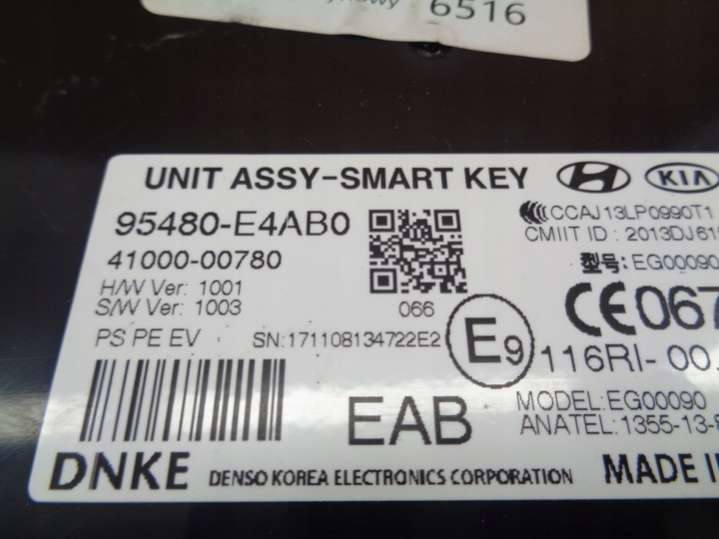 6516
UNIT ASSY-SMART KEY KIA
95480-E4AB0 CCAJ13LP0990T1
41000-00780 CMIIT ID : 2013DJ61
H/W Ver: 1001 型号: EG00090
S/W Ver: 1003 066 CE067
PS PE EV SN:171108134722E2 E9 116RI-00
EAB MODEL:EG00090
ANATEL:1355-13-8
DNKE DENSO KOREA ELECTRONICS CORPORATION MADE I